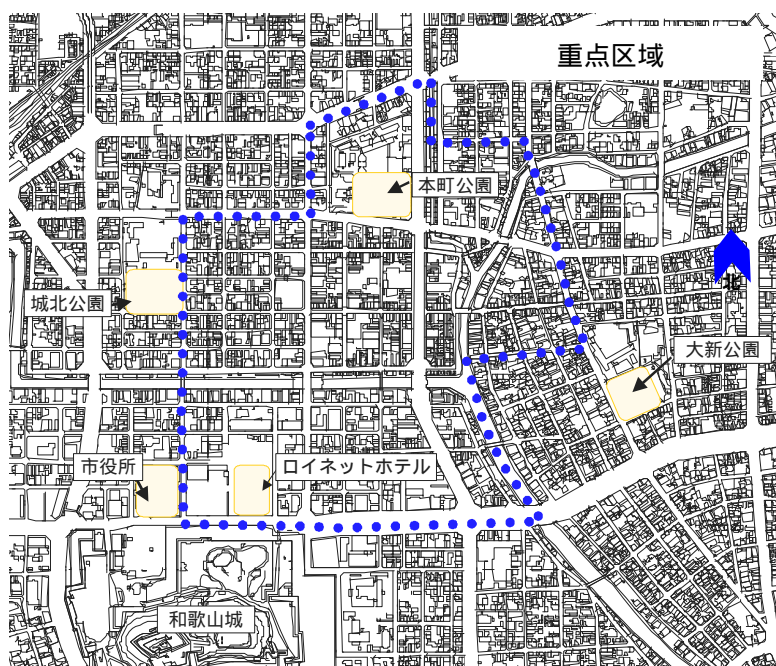 重点区域
本町公園
北
城北公園
大新公園
市役所
ロイネットホテル
和歌山城